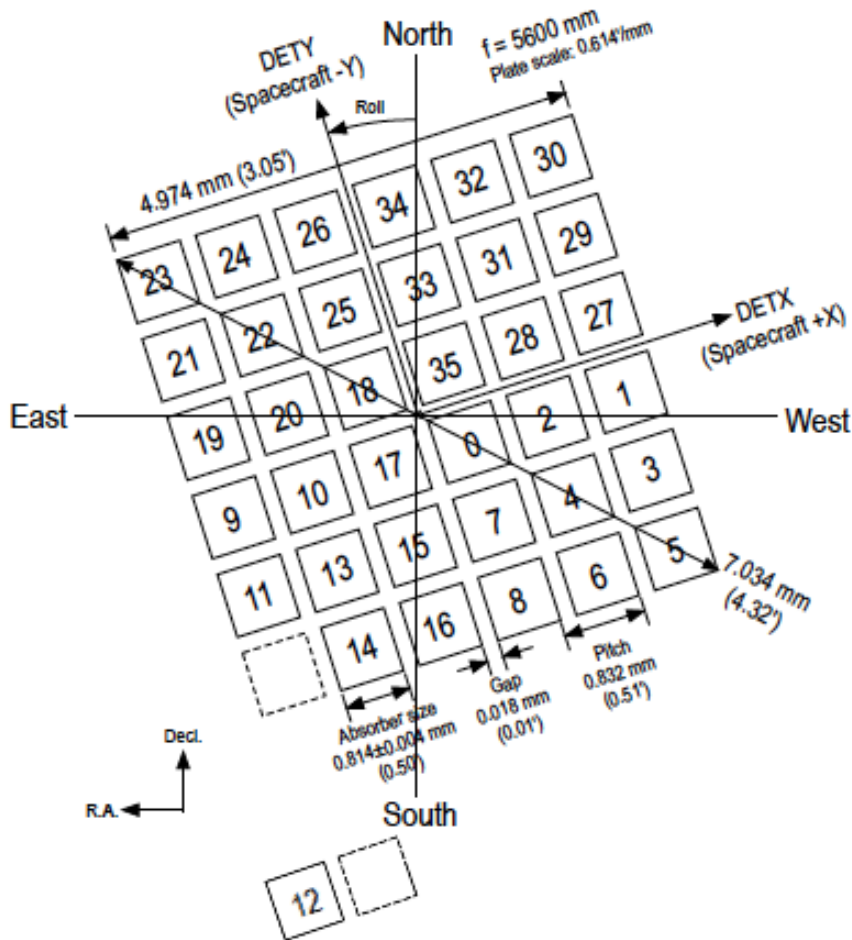 North
f = 5600 mm
Plate scale: 0.614'/mm
DETY
(Spacecraft -Y)
Roll
4.974 mm (3.05')
23 24 26 34 32 30
21 22 25 33 31 29
19 20 18 35 28 27
9 10 17 0 2 1
11 13 15 7 4 3
14 16 8 6 5
DETX
(Spacecraft +X)
East
West
7.034 mm
(4.32')
Pitch
0.832 mm
(0.51')
Gap
0.018 mm
(0.01')
Absorber size
0.814±0.004 mm
(0.50')
Decl.
R.A.
South
12